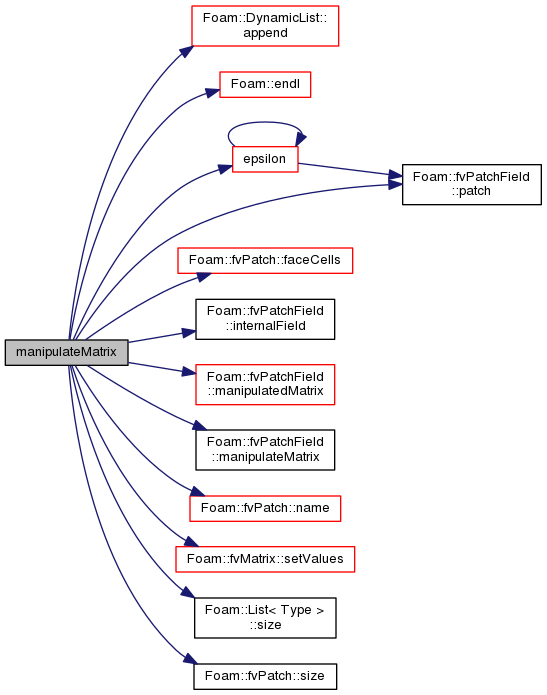 Foam::DynamicList::
append
Foam::endl
epsilon
Foam::fvPatchField
::patch
Foam::fvPatch::faceCells
Foam::fvPatchField
::internalField
manipulateMatrix
Foam::fvPatchField
::manipulatedMatrix
Foam::fvPatchField
::manipulateMatrix
Foam::fvPatch::name
Foam::fvMatrix::setValues
Foam::List< Type >
::size
Foam::fvPatch::size